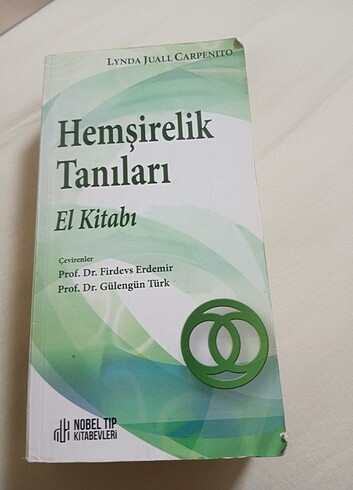 LYNDA JUALL CARPENITO
Hemşirelik
Tanıları
El Kitabı
Çevirenler
Prof. Dr. Firdevs Erdemir
Prof. Dr. Gülengün Türk
NOBEL TIP
KİTABEVLERİ